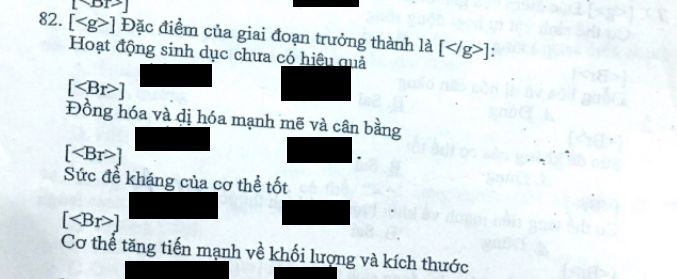 [<Br>]
82. [<g>] Đặc điểm của giai đoạn trưởng thành là [</g>]:
Hoạt động sinh dục chưa có hiệu quả
[<Br>]
Đồng hóa và dị hóa mạnh mẽ và cân bằng
[<Br>]
Sức đề kháng của cơ thể tốt
[<Br>]
Cơ thể tăng tiến mạnh về khối lượng và kích thước